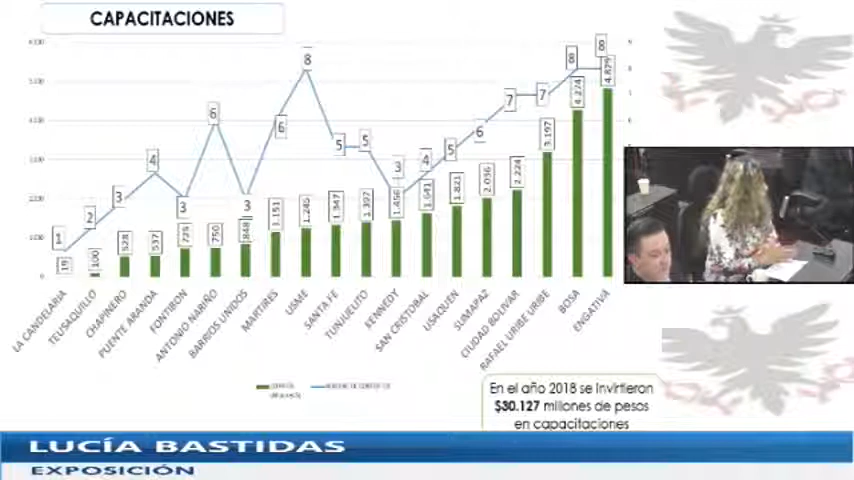 CAPACITACIONES
1
2
3
4
3
6
3
6
8
5
5
3
4
5
6
7
7
8
8
19
100
528
537
725
750
848
1.151
1.245
1.347
1.397
1.456
1.641
1.821
2.036
2.224
3.197
4.274
4.879
LA CANDELARIA
TEUSAQUILLO
CHAPINERO
PUENTE ARANDA
FONTIBON
ANTONIO NARIÑO
BARRIOS UNIDOS
MARTIRES
USME
SANTA FE
TUNJUELITO
KENNEDY
SAN CRISTOBAL
USAQUEN
SUMAPAZ
CIUDAD BOLIVAR
RAFAEL URIBE URIBE
BOSA
ENGATIVA
En el año 2018 se invirtieron
$30.127 millones de pesos
en capacitaciones
LUCÍA BASTIDAS
EXPOSICIÓN